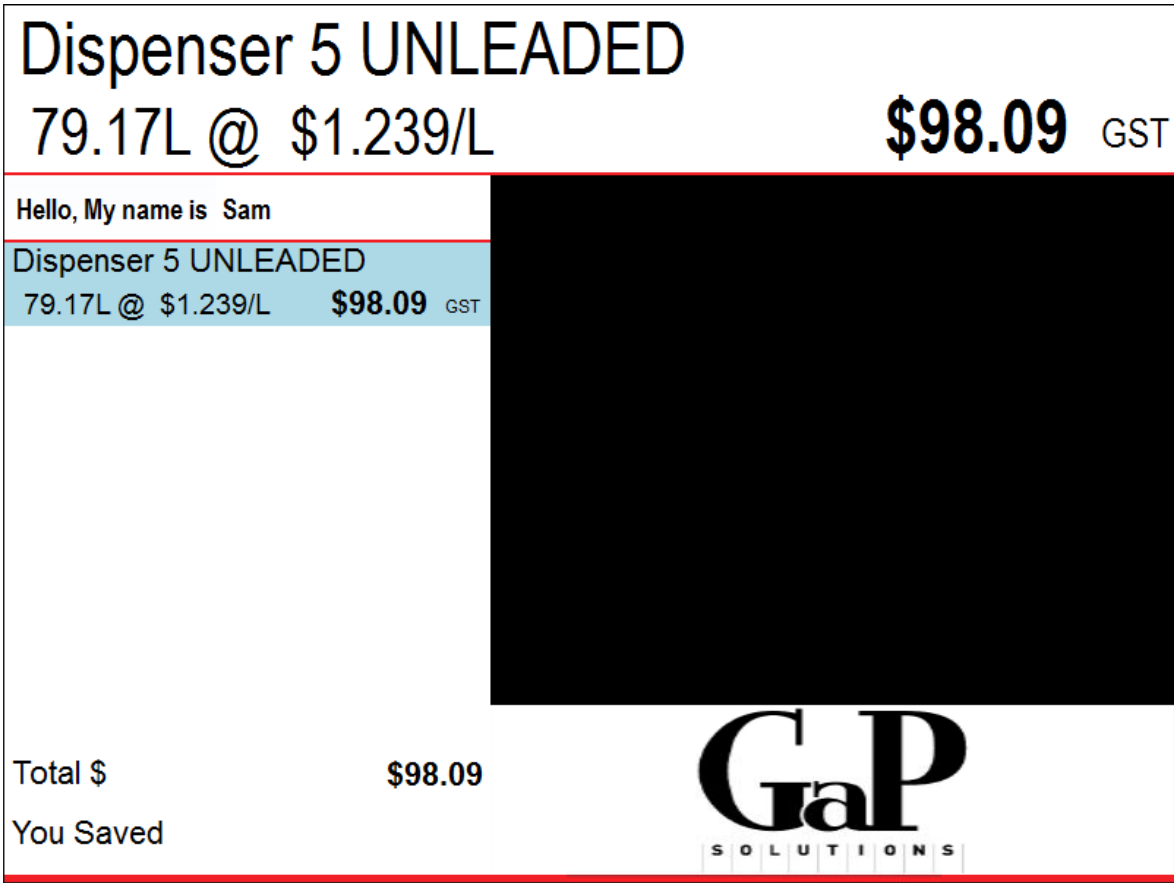 Dispenser 5 UNLEADED
79.17L @ $1.239/L $98.09 GST
Hello, My name is Sam
Dispenser 5 UNLEADED
79.17L @ $1.239/L $98.09 GST
Total $ $98.09
You Saved
GaP
SOLUTIONS